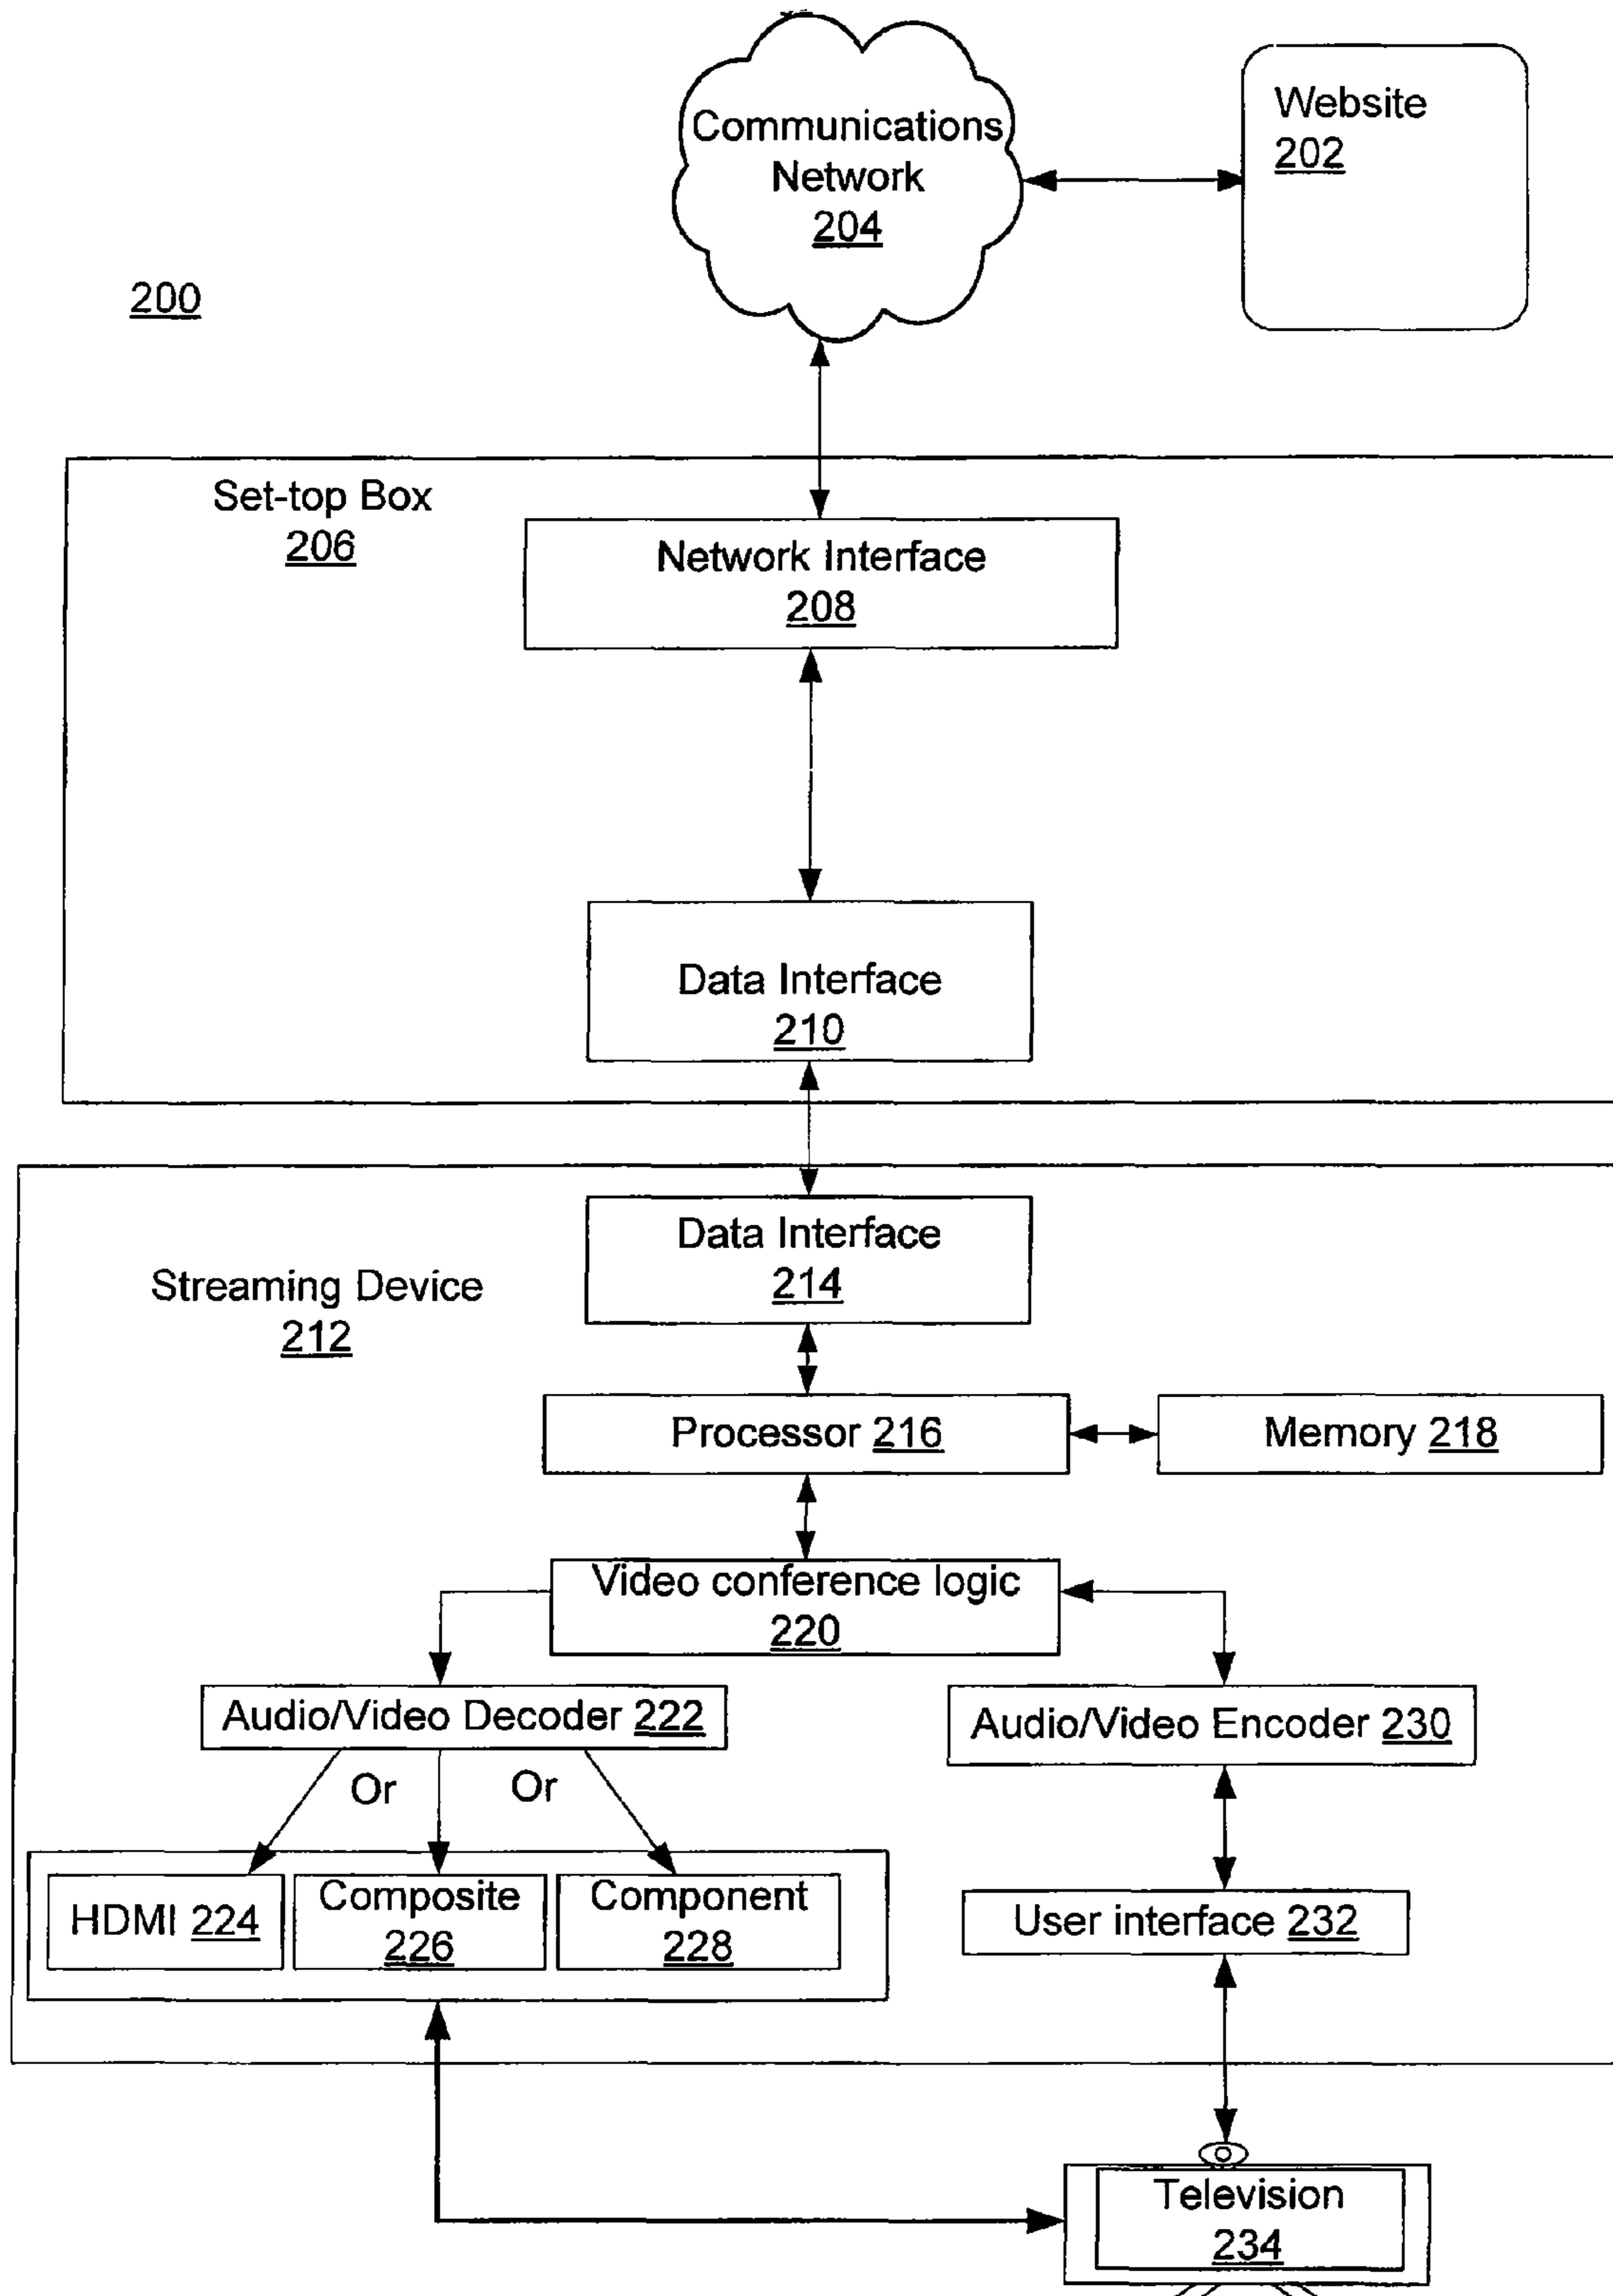 Communications
Network
204
Website
202
200
Set-top Box
206
Network Interface
208
Data Interface
210
Data Interface
214
Streaming Device
212
Processor 216
Memory 218
Video conference logic
220
Audio/Video Decoder 222
Audio/Video Encoder 230
Or
Or
HDMI 224
Composite
226
Component
228
User interface 232
Television
234